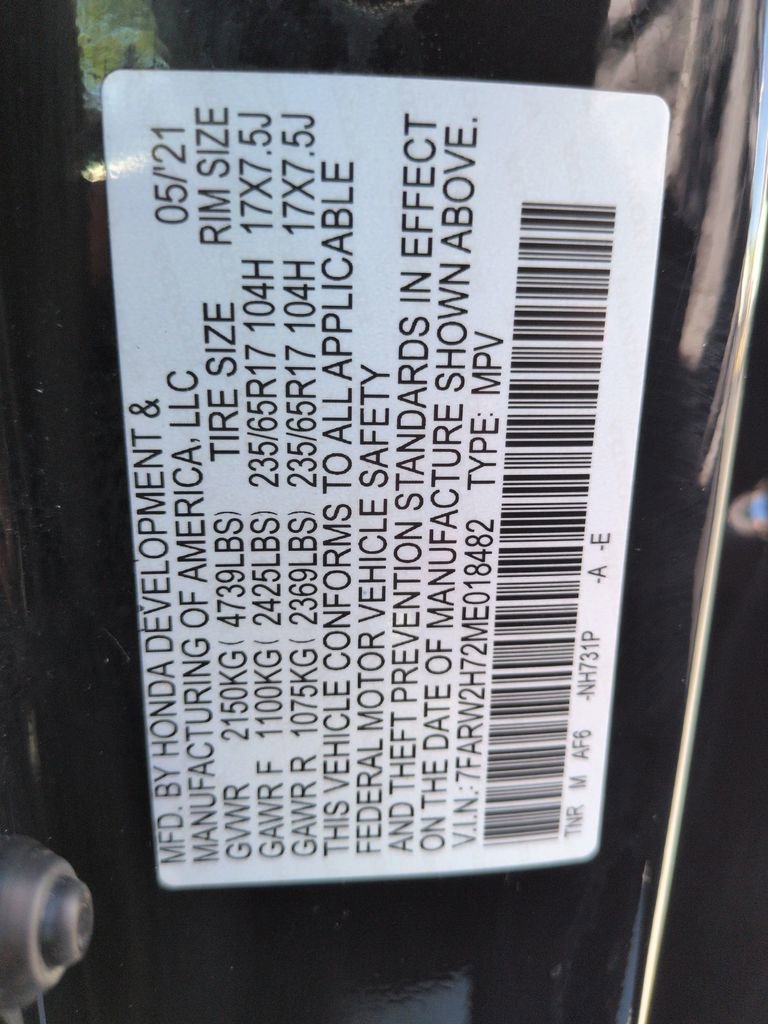 MFD. BY HONDA DEVELOPMENT & 05/'21
MANUFACTURING OF AMERICA, LLC
TIRE SIZE RIM SIZE
GVWR 2150KG ( 4739LBS)
GAWR F 1100KG ( 2425LBS) 235/65R17 104H 17X7.5J
GAWR R 1075KG ( 2369LBS) 235/65R17 104H 17X7.5J
THIS VEHICLE CONFORMS TO ALL APPLICABLE
FEDERAL MOTOR VEHICLE SAFETY
AND THEFT PREVENTION STANDARDS IN EFFECT
ON THE DATE OF MANUFACTURE SHOWN ABOVE.
V.I.N.: 7FARW2H72ME018482 TYPE: MPV
TNR M AF6 -NH731P -A -E